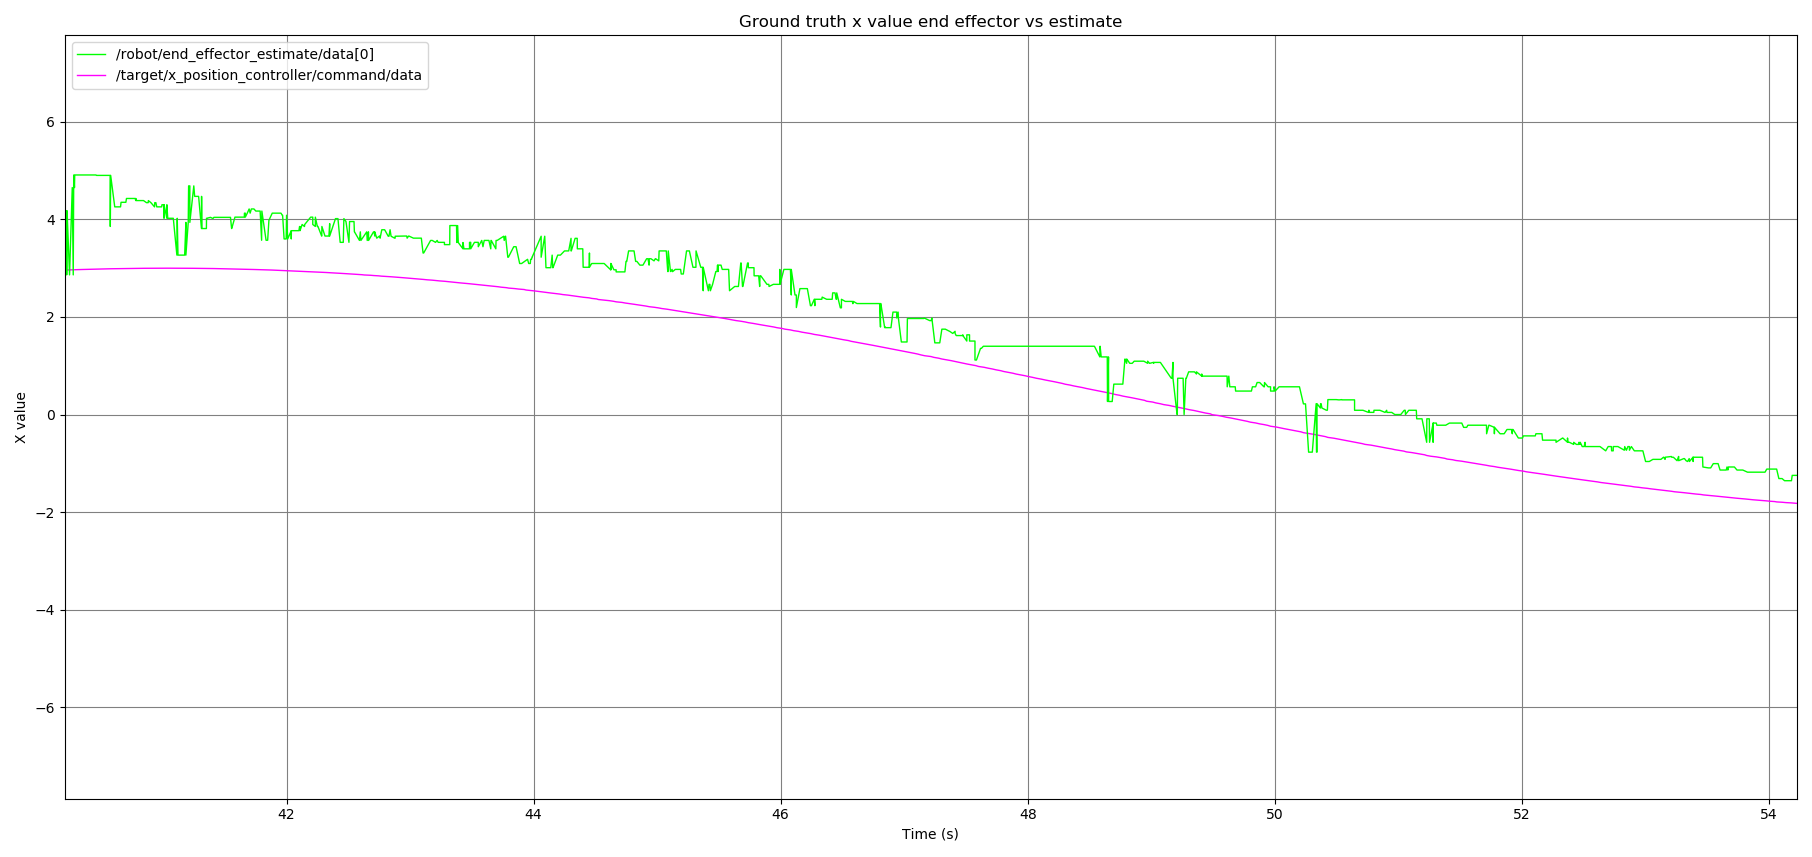 Ground truth x value end effector vs estimate
/robot/end_effector_estimate/data[0]
/target/x_position_controller/command/data
6
4
2
0
−2
−4
−6
X value
42
44
46
48
50
52
54
Time (s)